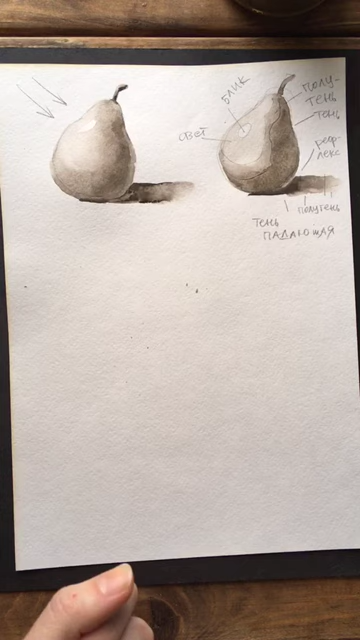 блик
полу-
тень
свет
тень
реф-
лекс
полутень
тень
падающая